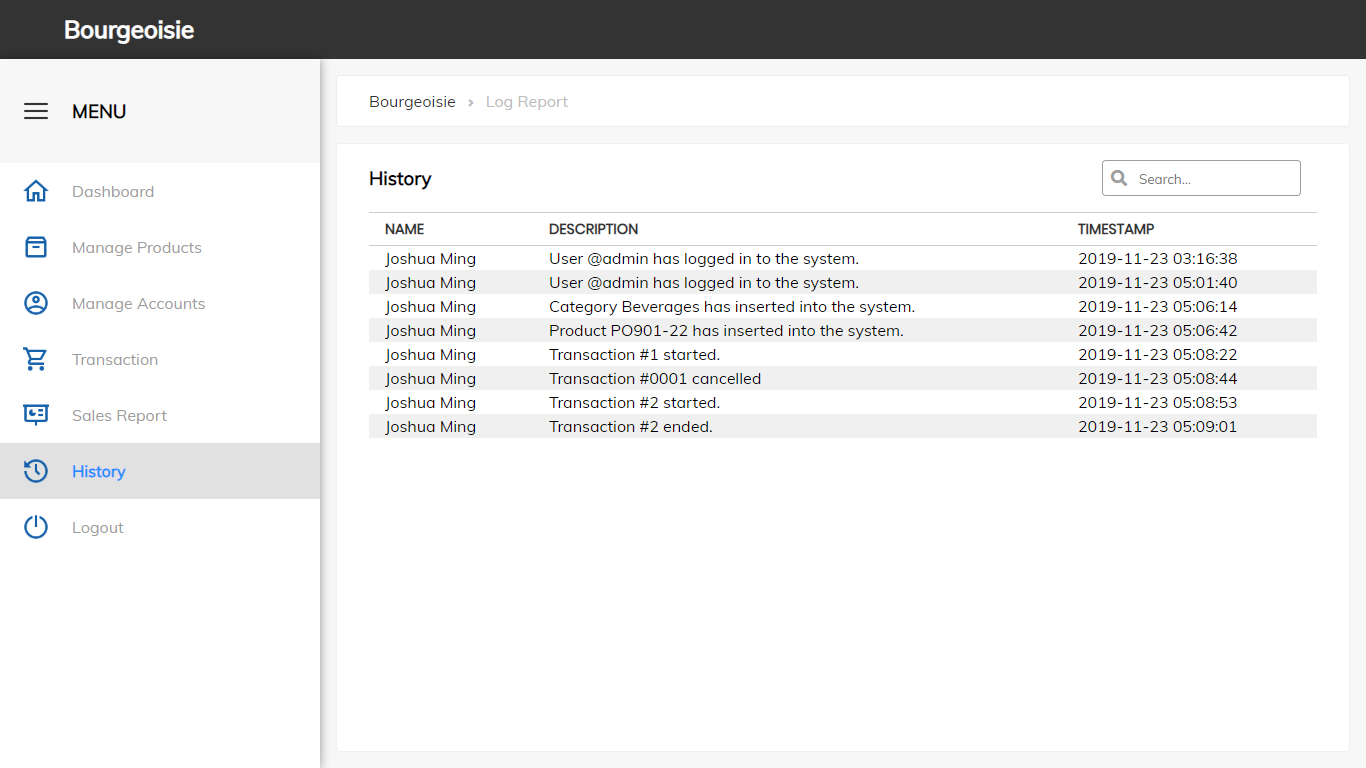 Bourgeoisie
MENU
Dashboard
Manage Products
Manage Accounts
Transaction
Sales Report
History
Logout
Bourgeoisie › Log Report
History
Search...
NAME DESCRIPTION TIMESTAMP
Joshua Ming User @admin has logged in to the system. 2019-11-23 03:16:38
Joshua Ming User @admin has logged in to the system. 2019-11-23 05:01:40
Joshua Ming Category Beverages has inserted into the system. 2019-11-23 05:06:14
Joshua Ming Product PO901-22 has inserted into the system. 2019-11-23 05:06:42
Joshua Ming Transaction #1 started. 2019-11-23 05:08:22
Joshua Ming Transaction #0001 cancelled 2019-11-23 05:08:44
Joshua Ming Transaction #2 started. 2019-11-23 05:08:53
Joshua Ming Transaction #2 ended. 2019-11-23 05:09:01